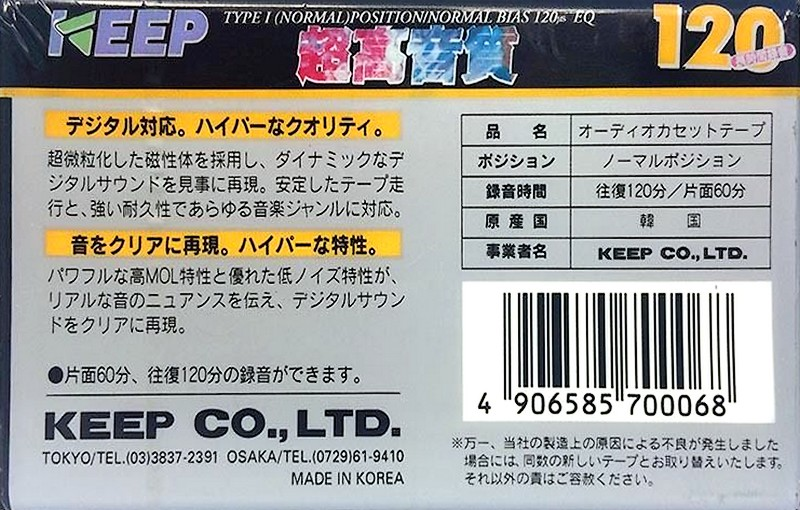 KEEP
TYPE I (NORMAL)POSITION/NORMAL BIAS 120μs EQ
超高音質
120
デジタル対応。ハイパーなクオリティ。
超微粒化した磁性体を採用し、ダイナミックなデ
ジタルサウンドを見事に再現。安定したテープ走
行と、強い耐久性であらゆる音楽ジャンルに対応。
音をクリアに再現。ハイパーな特性。
パワフルな高MOL特性と優れた低ノイズ特性が、
リアルな音のニュアンスを伝え、デジタルサウン
ドをクリアに再現。
●片面60分、往復120分の録音ができます。
KEEP CO.,LTD.
TOKYO/TEL.(03)3837-2391 OSAKA/TEL.(0729)61-9410
MADE IN KOREA
品 名 オーディオカセットテープ
ポジション ノーマルポジション
録音時間 往復120分/片面60分
原産国 韓 国
事業者名 KEEP CO.,LTD.
4 906585 700068
※万一、当社の製造上の原因による不良が発生しました
場合には、同数の新しいテープとお取り替えいたします。
それ以外の責はご容赦ください。